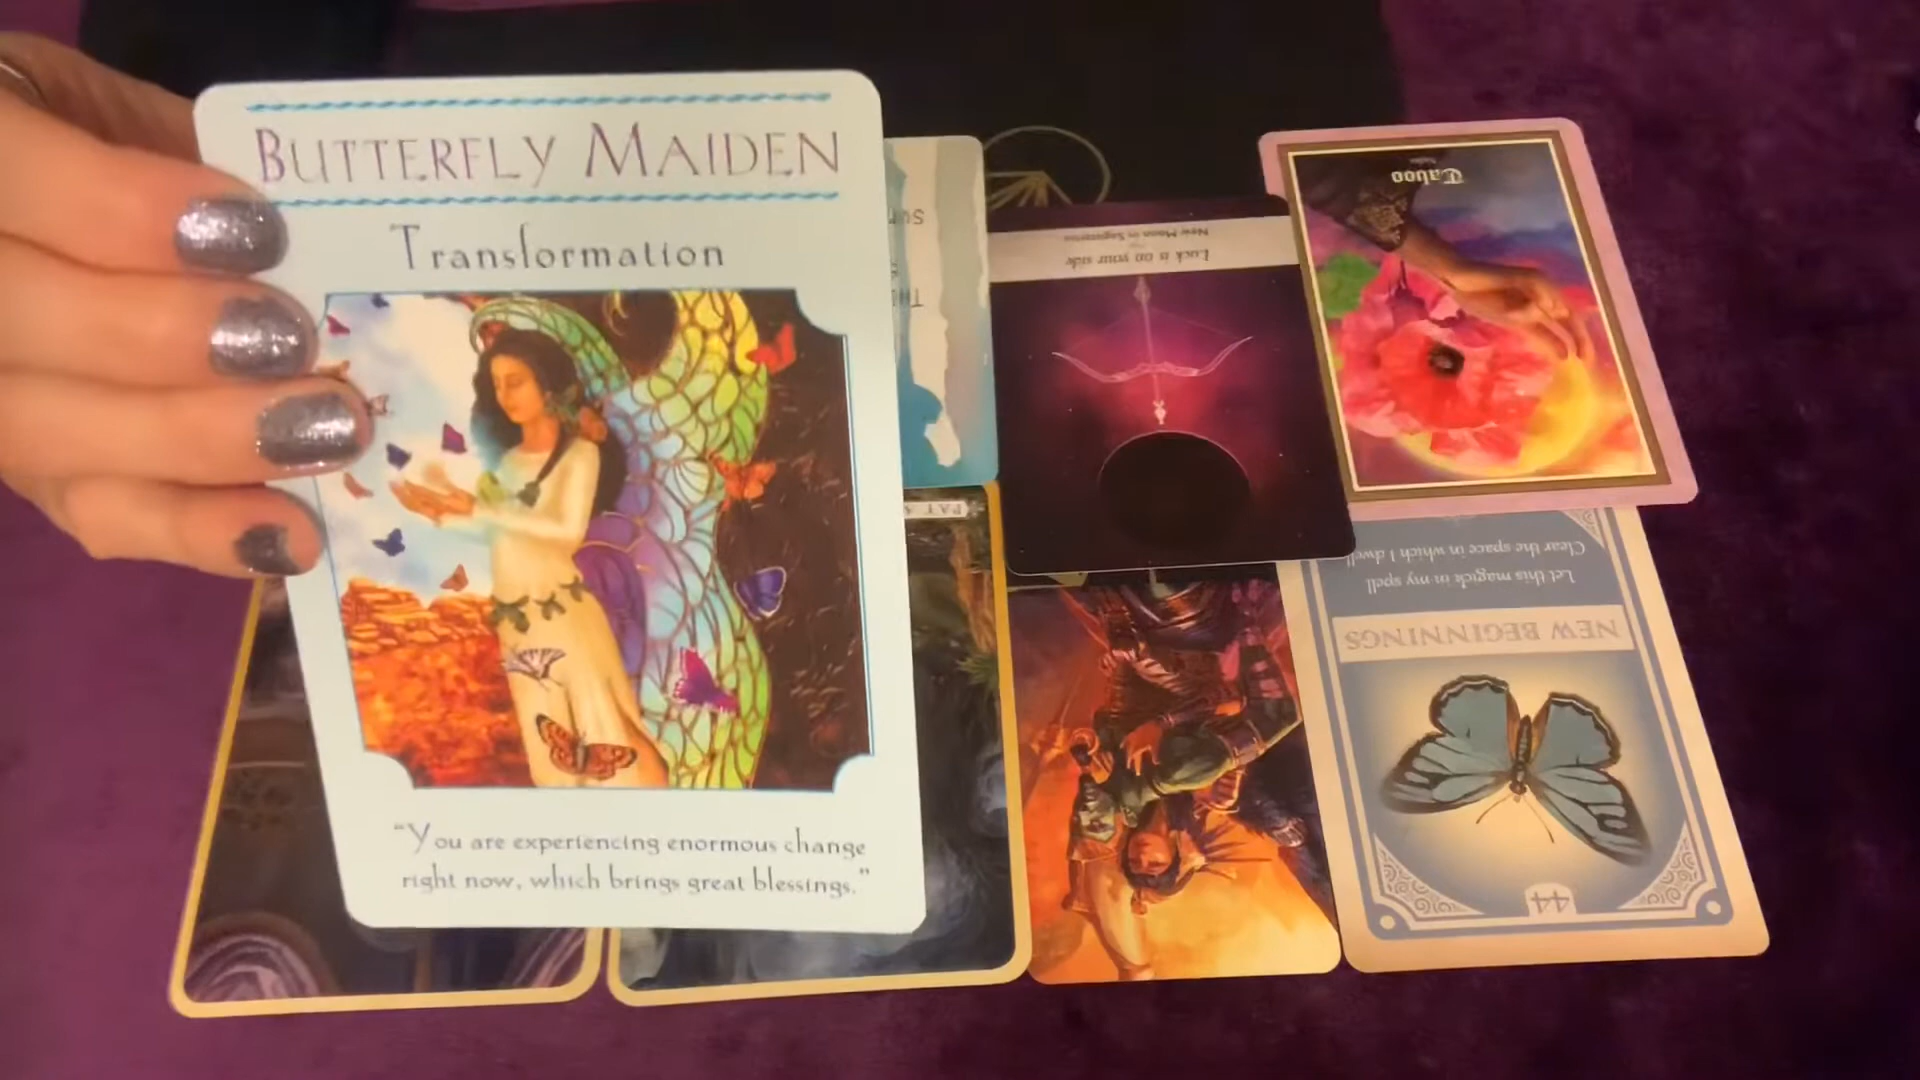 BUTTERFLY MAIDEN
Transformation
"You are experiencing enormous change
right now, which brings great blessings."
Luck is on your side
New Moon in Sagittarius
Taboo
PAT
Clear the space in which I dwell
Let this magick in my spell
NEW BEGINNINGS
44